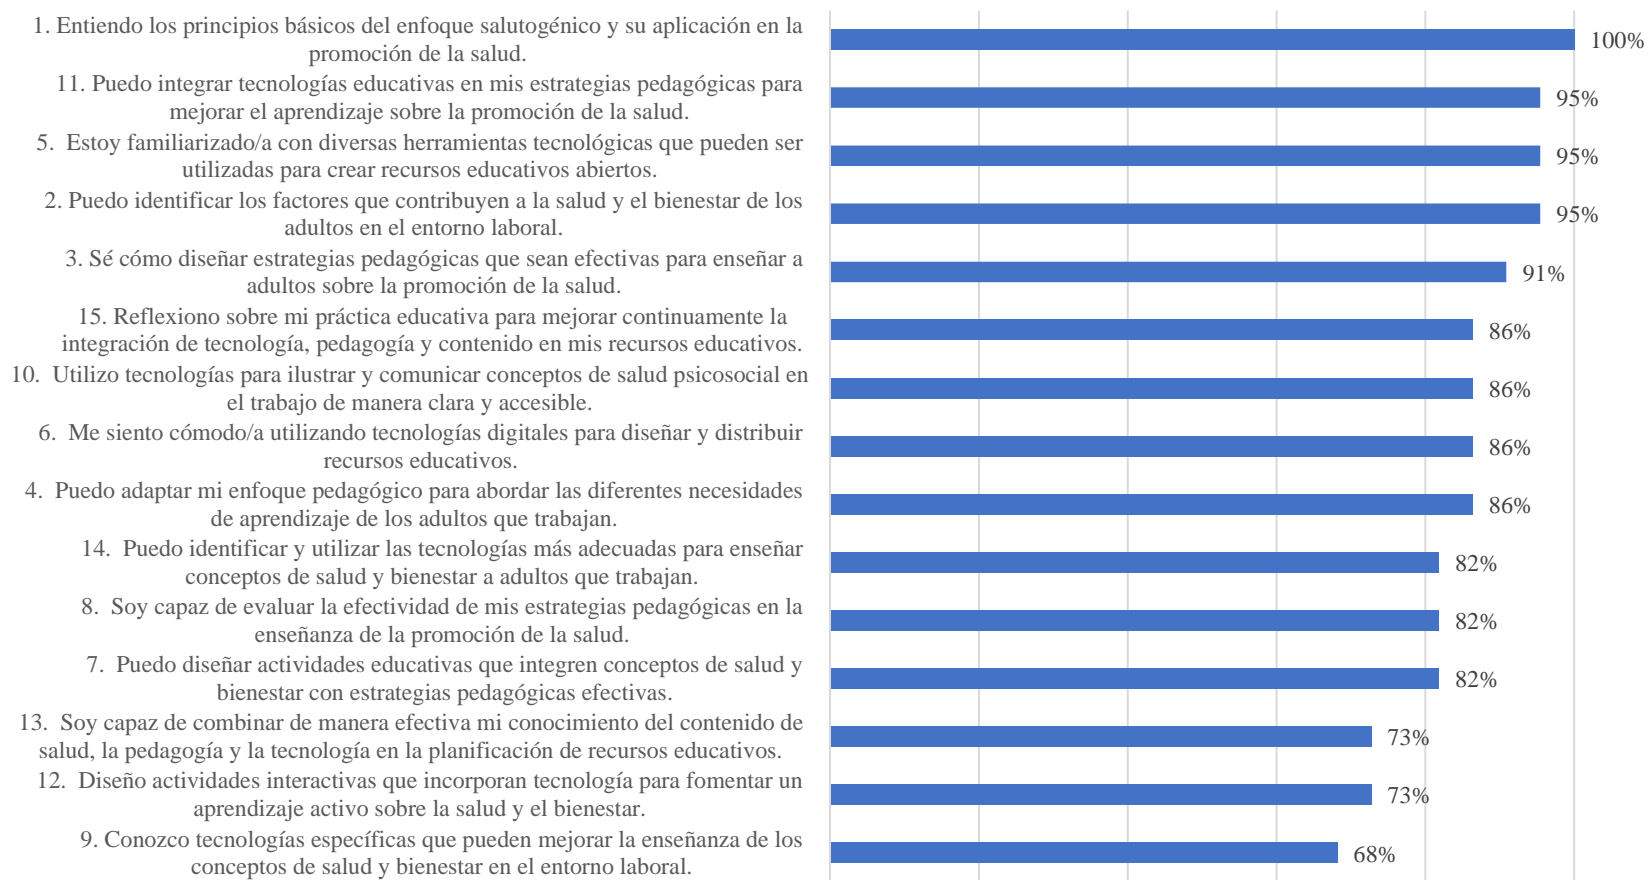 1. Entiendo los principios básicos del enfoque salutogénico y su aplicación en la
promoción de la salud.
100%
11. Puedo integrar tecnologías educativas en mis estrategias pedagógicas para
mejorar el aprendizaje sobre la promoción de la salud.
95%
5. Estoy familiarizado/a con diversas herramientas tecnológicas que pueden ser
utilizadas para crear recursos educativos abiertos.
95%
2. Puedo identificar los factores que contribuyen a la salud y el bienestar de los
adultos en el entorno laboral.
95%
3. Sé cómo diseñar estrategias pedagógicas que sean efectivas para enseñar a
adultos sobre la promoción de la salud.
91%
15. Reflexiono sobre mi práctica educativa para mejorar continuamente la
integración de tecnología, pedagogía y contenido en mis recursos educativos.
86%
10. Utilizo tecnologías para ilustrar y comunicar conceptos de salud psicosocial en
el trabajo de manera clara y accesible.
86%
6. Me siento cómodo/a utilizando tecnologías digitales para diseñar y distribuir
recursos educativos.
86%
4. Puedo adaptar mi enfoque pedagógico para abordar las diferentes necesidades
de aprendizaje de los adultos que trabajan.
86%
14. Puedo identificar y utilizar las tecnologías más adecuadas para enseñar
conceptos de salud y bienestar a adultos que trabajan.
82%
8. Soy capaz de evaluar la efectividad de mis estrategias pedagógicas en la
enseñanza de la promoción de la salud.
82%
7. Puedo diseñar actividades educativas que integren conceptos de salud y
bienestar con estrategias pedagógicas efectivas.
82%
13. Soy capaz de combinar de manera efectiva mi conocimiento del contenido de
salud, la pedagogía y la tecnología en la planificación de recursos educativos.
73%
12. Diseño actividades interactivas que incorporan tecnología para fomentar un
aprendizaje activo sobre la salud y el bienestar.
73%
9. Conozco tecnologías específicas que pueden mejorar la enseñanza de los
conceptos de salud y bienestar en el entorno laboral.
68%